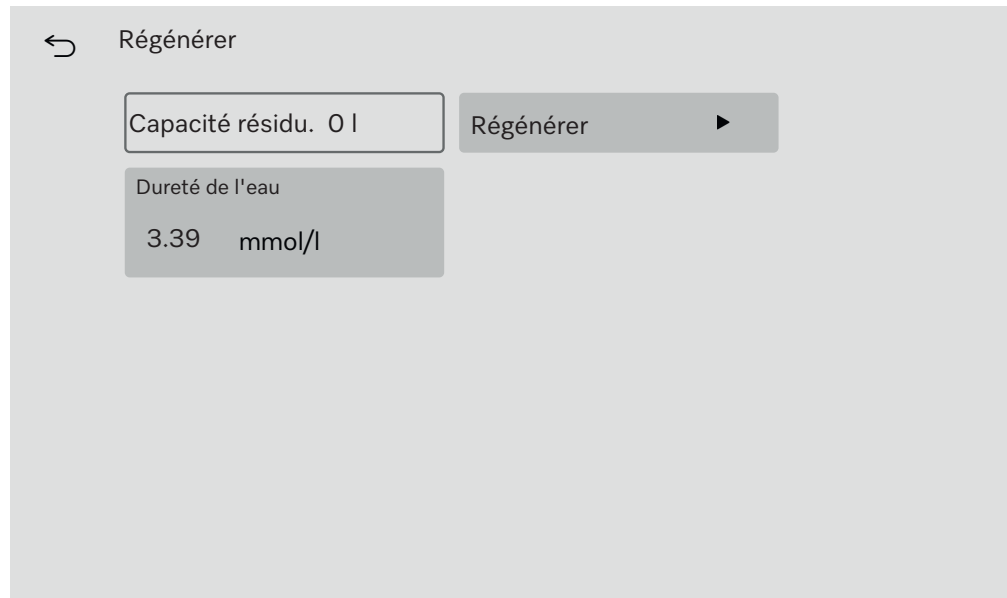 Régénérer
Capacité résidu. 0 l
Régénérer
Dureté de l'eau
3.39 mmol/l